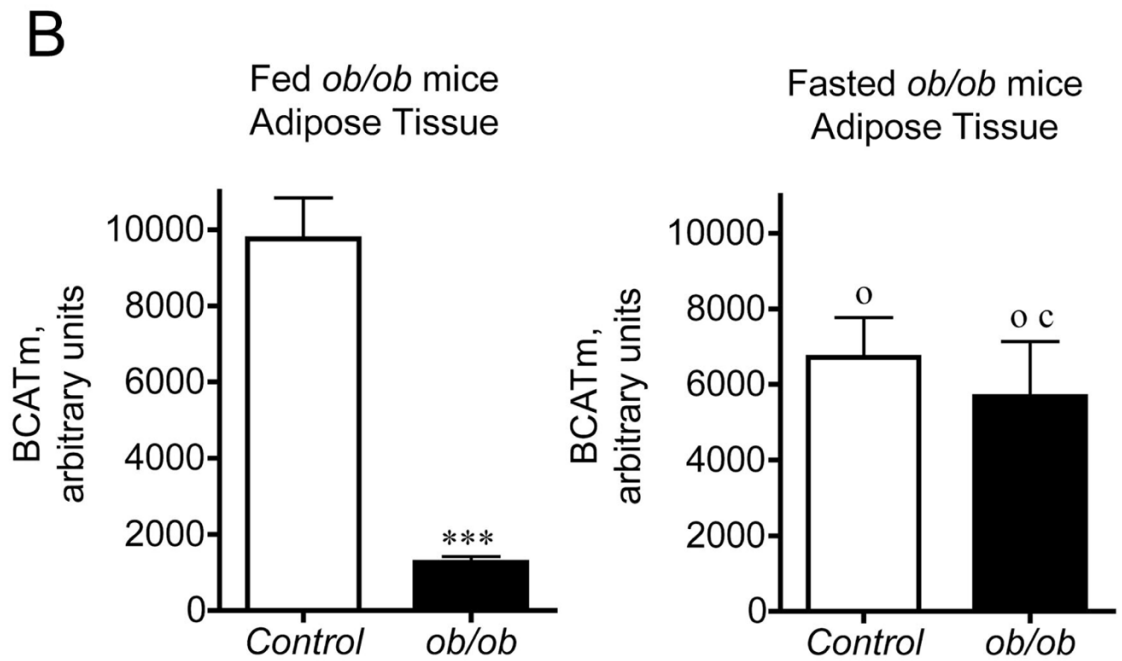 B
Fed ob/ob mice
Adipose Tissue
BCATm,
arbitrary units
10000
8000
6000
4000
2000
0
***
Control
ob/ob
Fasted ob/ob mice
Adipose Tissue
BCATm,
arbitrary units
10000
8000
6000
4000
2000
0
o
o c
Control
ob/ob